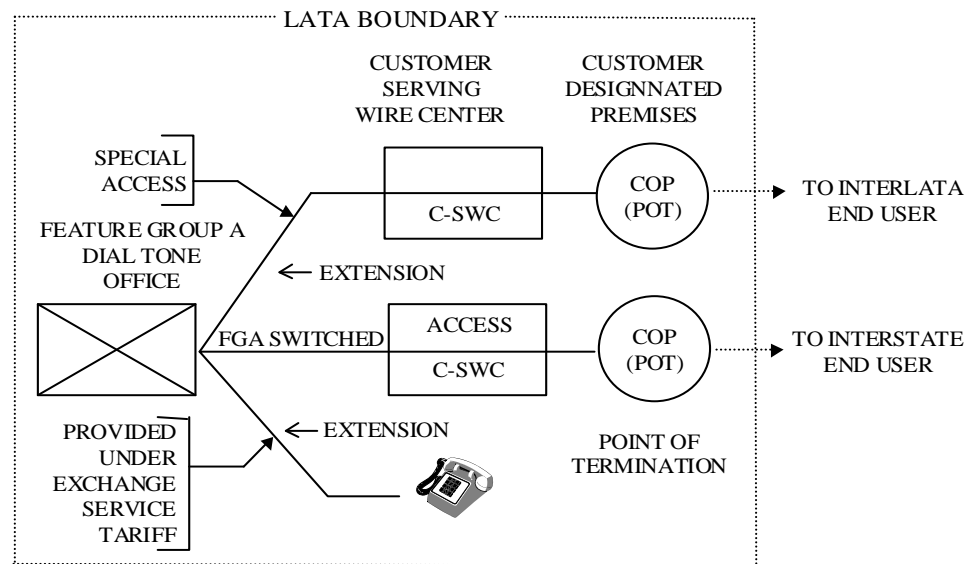 LATA BOUNDARY
CUSTOMER
SERVING
WIRE CENTER
CUSTOMER
DESIGNNATED
PREMISES
SPECIAL
ACCESS
COP
(POT)
C-SWC
TO INTERLATA
END USER
FEATURE GROUP A
DIAL TONE
OFFICE
EXTENSION
FGA SWITCHED
ACCESS
C-SWC
COP
(POT)
TO INTERSTATE
END USER
PROVIDED
UNDER
EXCHANGE
SERVICE
TARIFF
EXTENSION
POINT OF
TERMINATION